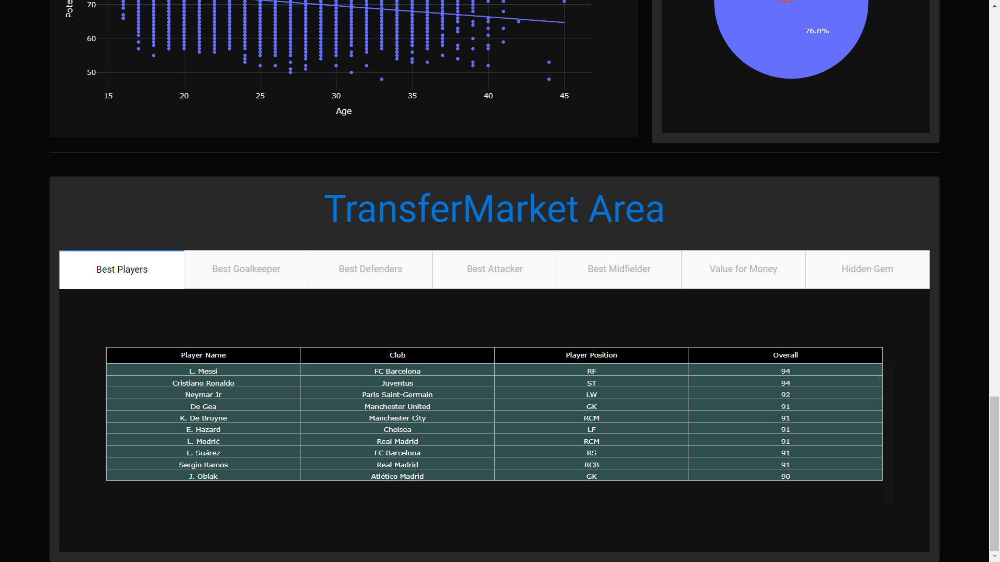 70
Pote
60
50
15 20 25 30 35 40 45
Age
76.8%
TransferMarket Area
Best Players Best Goalkeeper Best Defenders Best Attacker Best Midfielder Value for Money Hidden Gem
Player Name Club Player Position Overall
L. Messi FC Barcelona RF 94
Cristiano Ronaldo Juventus ST 94
Neymar Jr Paris Saint-Germain LW 92
De Gea Manchester United GK 91
K. De Bruyne Manchester City RCM 91
E. Hazard Chelsea LF 91
L. Modrić Real Madrid RCM 91
L. Suárez FC Barcelona RS 91
Sergio Ramos Real Madrid RCB 91
J. Oblak Atlético Madrid GK 90